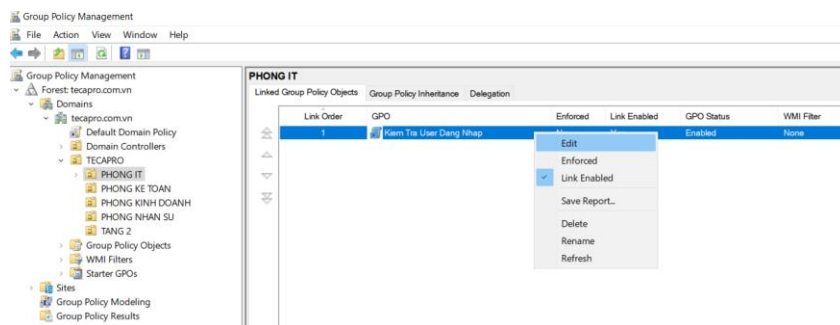 Group Policy Management
File Action View Window Help
Group Policy Management
Forest: tecapro.com.vn
Domains
tecapro.com.vn
Default Domain Policy
Domain Controllers
TECAPRO
PHONG IT
PHONG KE TOAN
PHONG KINH DOANH
PHONG NHAN SU
TANG 2
Group Policy Objects
WMI Filters
Starter GPOs
Sites
Group Policy Modeling
Group Policy Results
PHONG IT
Linked Group Policy Objects Group Policy Inheritance Delegation
Link Order GPO Enforced Link Enabled GPO Status WMI Filter
1 Kiem Tra User Dang Nhap Enabled None
Edit
Enforced
Link Enabled
Save Report...
Delete
Rename
Refresh